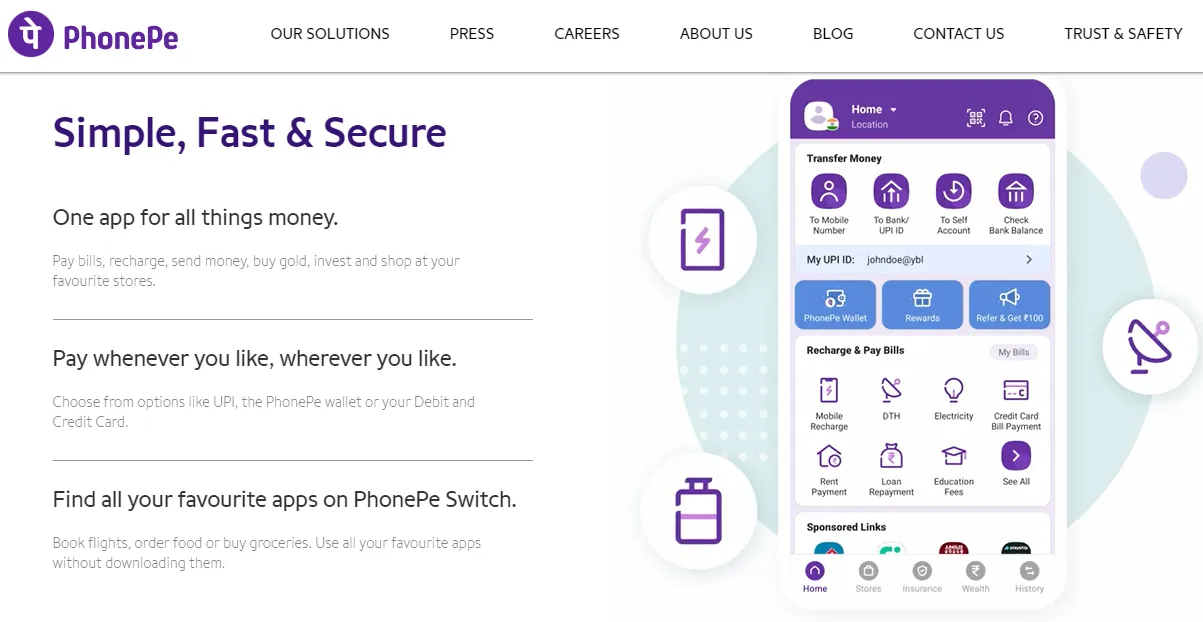 पे PhonePe
OUR SOLUTIONS PRESS CAREERS ABOUT US BLOG CONTACT US TRUST & SAFETY
Simple, Fast & Secure
One app for all things money.
Pay bills, recharge, send money, buy gold, invest and shop at your
favourite stores.
Pay whenever you like, wherever you like.
Choose from options like UPI, the PhonePe wallet or your Debit and
Credit Card.
Find all your favourite apps on PhonePe Switch.
Book flights, order food or buy groceries. Use all your favourite apps
without downloading them.
Home
Location
Transfer Money
To Mobile
Number
To Bank/
UPI ID
To Self
Account
Check
Bank Balance
My UPI ID: johndoe@ybl
PhonePe Wallet
Rewards
Refer & Get ₹100
Recharge & Pay Bills
My Bills
Mobile
Recharge
DTH
Electricity
Credit Card
Bill Payment
Rent
Payment
Loan
Repayment
Education
Fees
See All
Sponsored Links
playship
Home
Stores
Insurance
Wealth
History